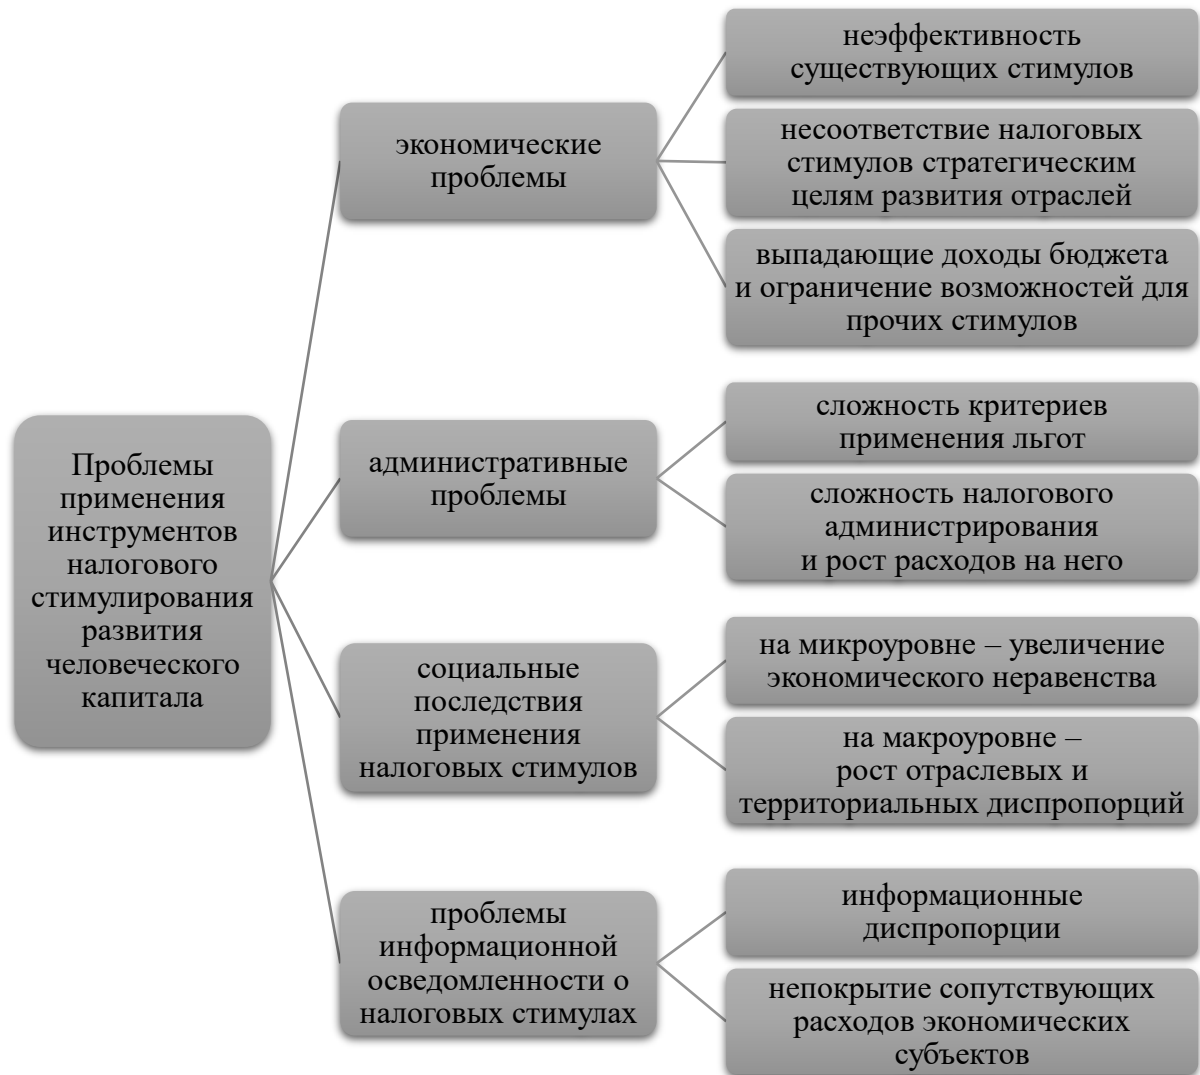 Проблемы
применения
инструментов
налогового
стимулирования
развития
человеческого
капитала
экономические
проблемы
неэффективность
существующих стимулов
несоответствие налоговых
стимулов стратегическим
целям развития отраслей
выпадающие доходы бюджета
и ограничение возможностей для
прочих стимулов
административные
проблемы
сложность критериев
применения льгот
сложность налогового
администрирования
и рост расходов на него
социальные
последствия
применения
налоговых стимулов
на микроуровне – увеличение
экономического неравенства
на макроуровне –
рост отраслевых и
территориальных диспропорций
проблемы
информационной
осведомленности о
налоговых стимулах
информационные
диспропорции
непокрытие сопутствующих
расходов экономических
субъектов